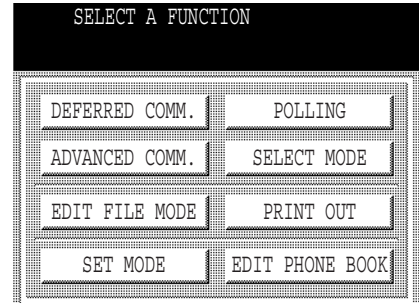 SELECT A FUNCTION
DEFERRED COMM. POLLING
ADVANCED COMM. SELECT MODE
EDIT FILE MODE PRINT OUT
SET MODE EDIT PHONE BOOK